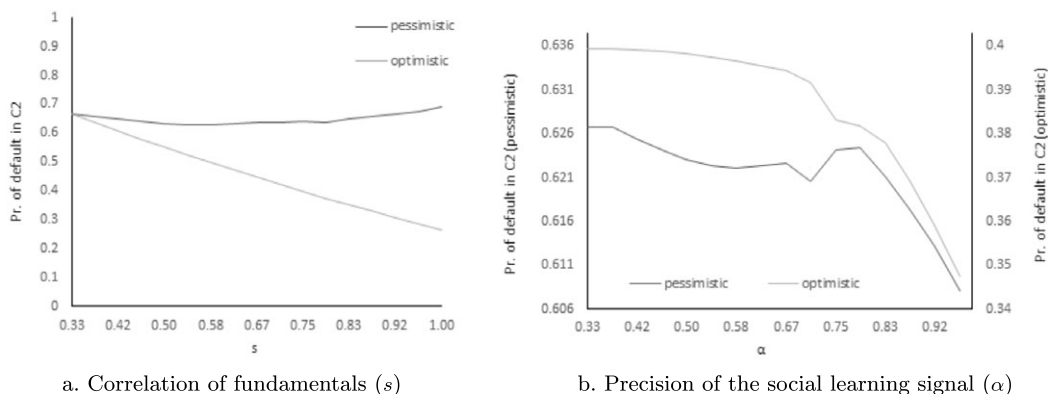 1
0.9
0.8
0.7
0.6
0.5
0.4
0.3
0.2
0.1
0
Pr. of default in C2
pessimistic
optimistic
0.33 0.42 0.50 0.58 0.67 0.75 0.83 0.92 1.00
s
a. Correlation of fundamentals (s)
0.636
0.631
0.626
0.621
0.616
0.611
0.606
Pr. of default in C2 (pessimistic)
0.4
0.39
0.38
0.37
0.36
0.35
0.34
Pr. of default in C2 (optimistic)
pessimistic optimistic
0.33 0.42 0.50 0.58 0.67 0.75 0.83 0.92
α
b. Precision of the social learning signal (α)